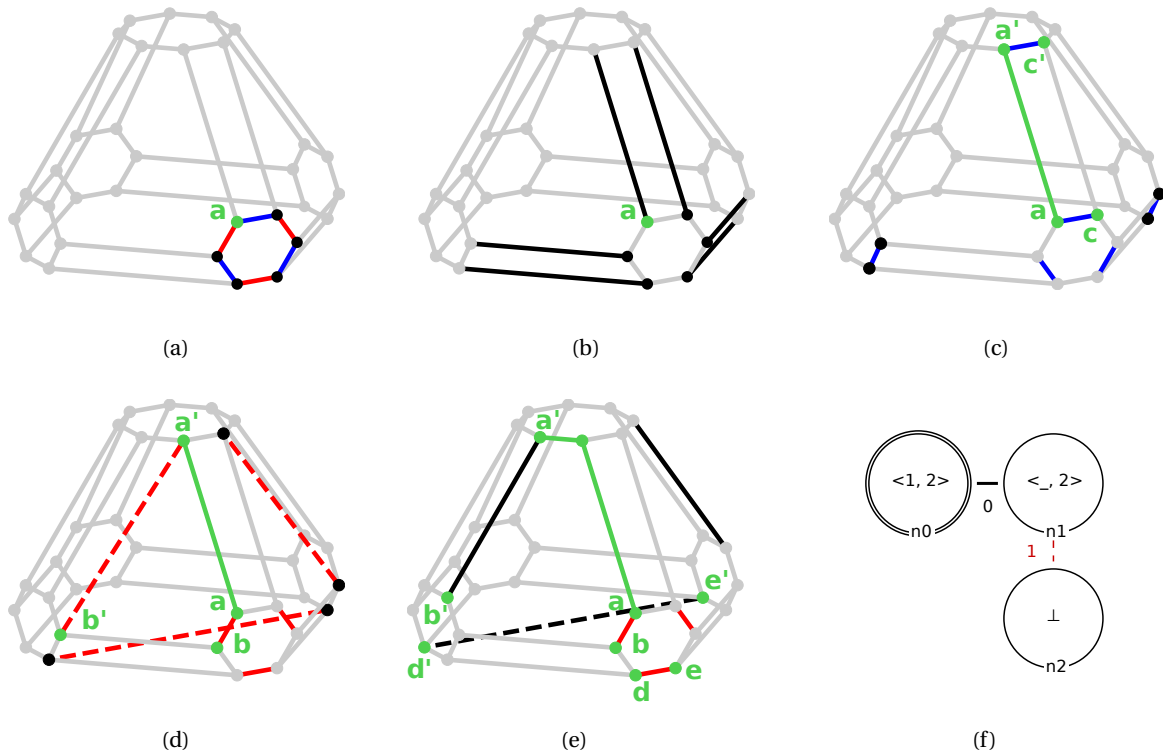 a
(a)
a
(b)
a'
c'
a
c
(c)
a'
a
b'
b
(d)
a'
b'
a
e'
b
d'
e
d
(e)
<1, 2>
<_, 2>
0
n0
n1
1
⊥
n2
(f)